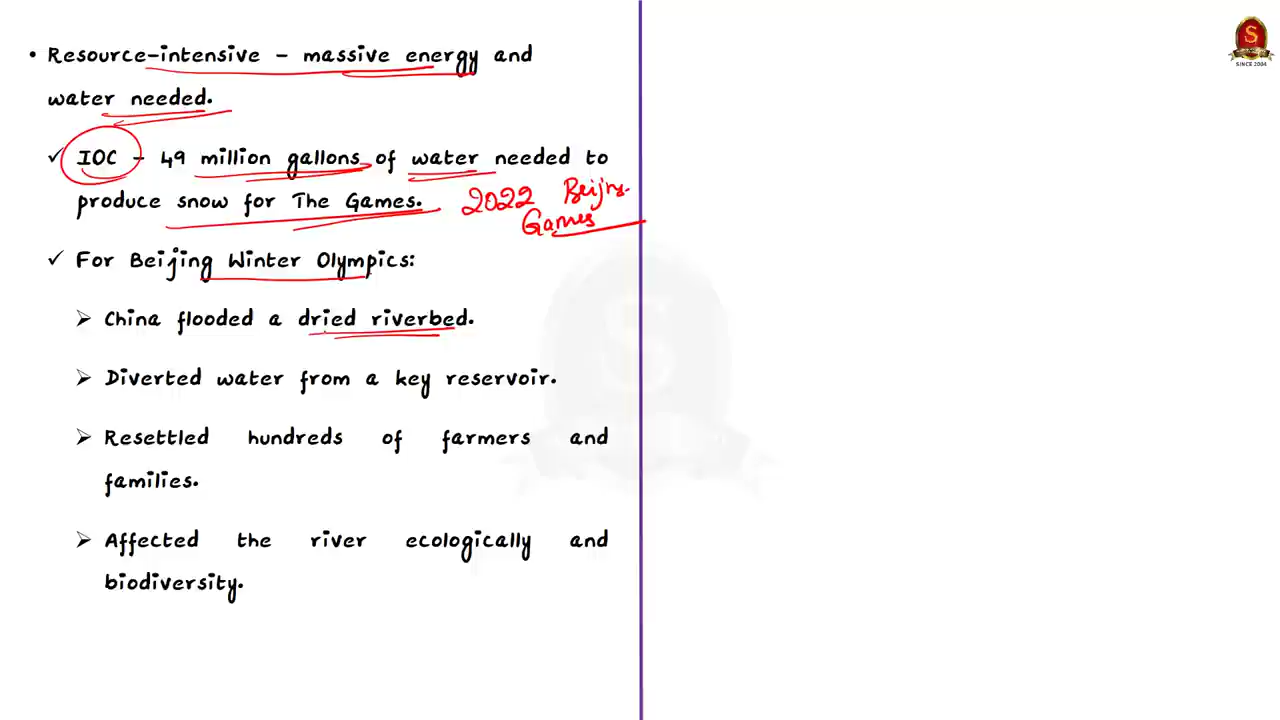 • Resource-intensive – massive energy and
water needed.
✓ IOC – 49 million gallons of water needed to
produce snow for The Games. 2022 Beijing
Games
✓ For Beijing Winter Olympics:
➢ China flooded a dried riverbed.
➢ Diverted water from a key reservoir.
➢ Resettled hundreds of farmers and
families.
➢ Affected the river ecologically and
biodiversity.
S
SINCE 2004